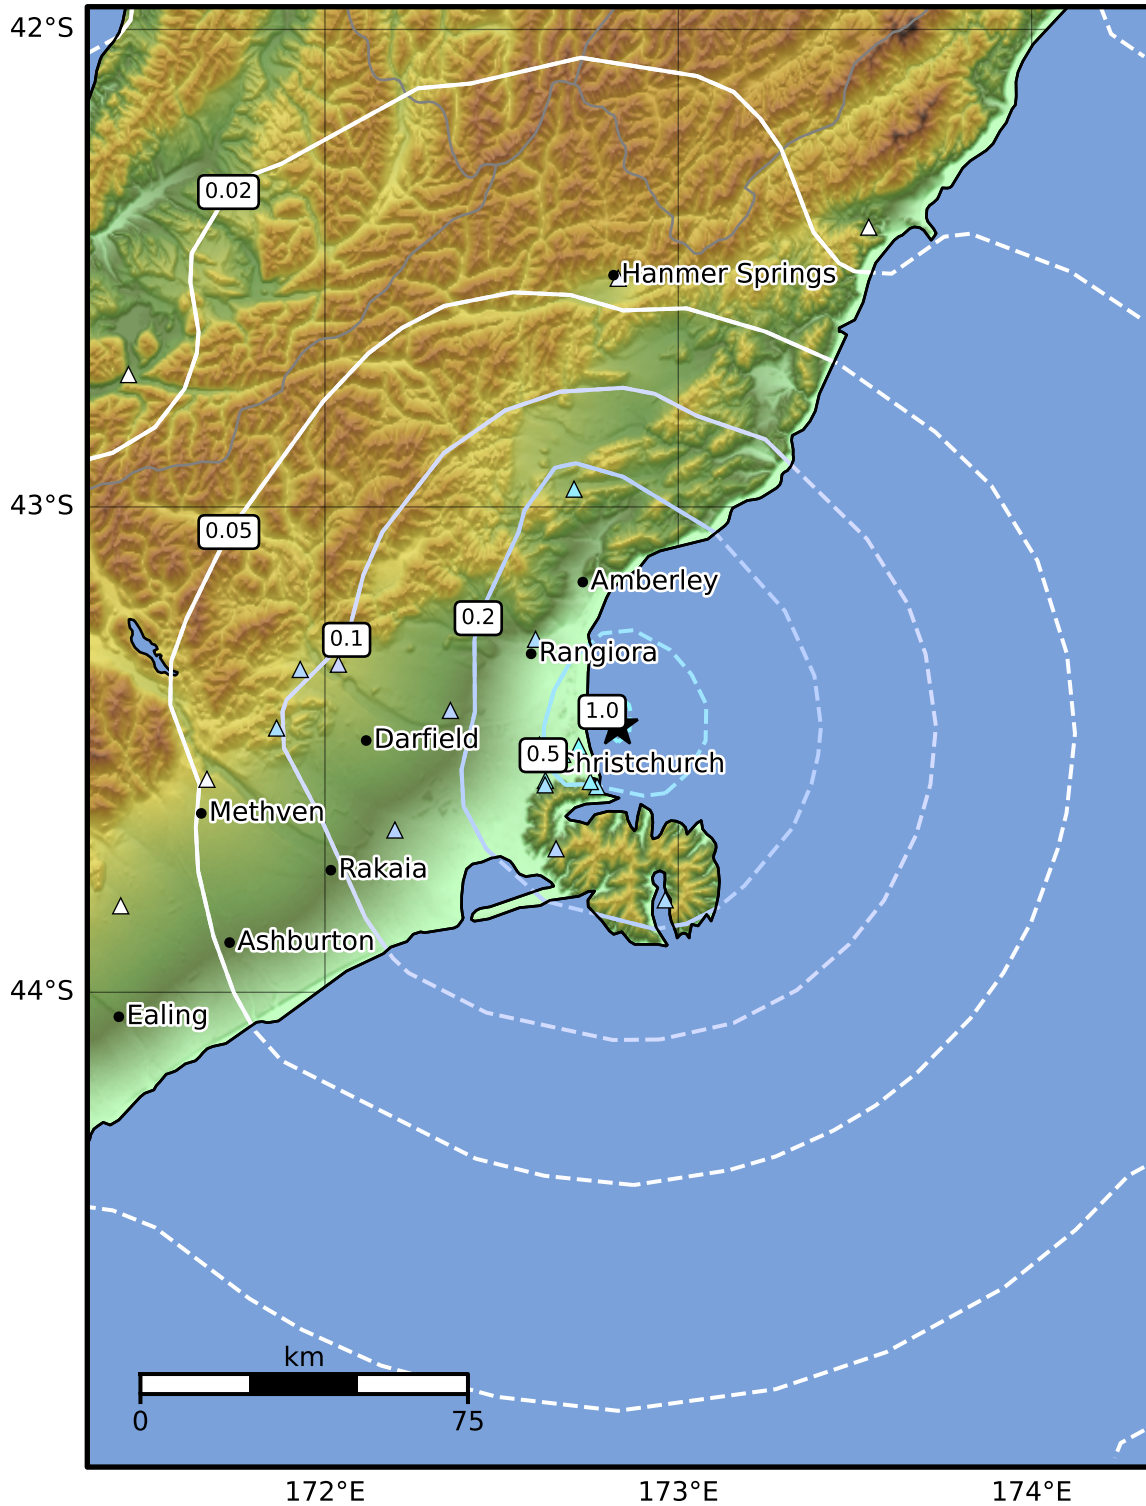 42°S
0.02
Hanmer Springs
43°S
0.05
Amberley
0.2
0.1
Rangiora
1.0
Darfield
0.5
Christchurch
Methven
Rakaia
Ashburton
44°S
Ealing
km
0 75
172°E 173°E 174°E